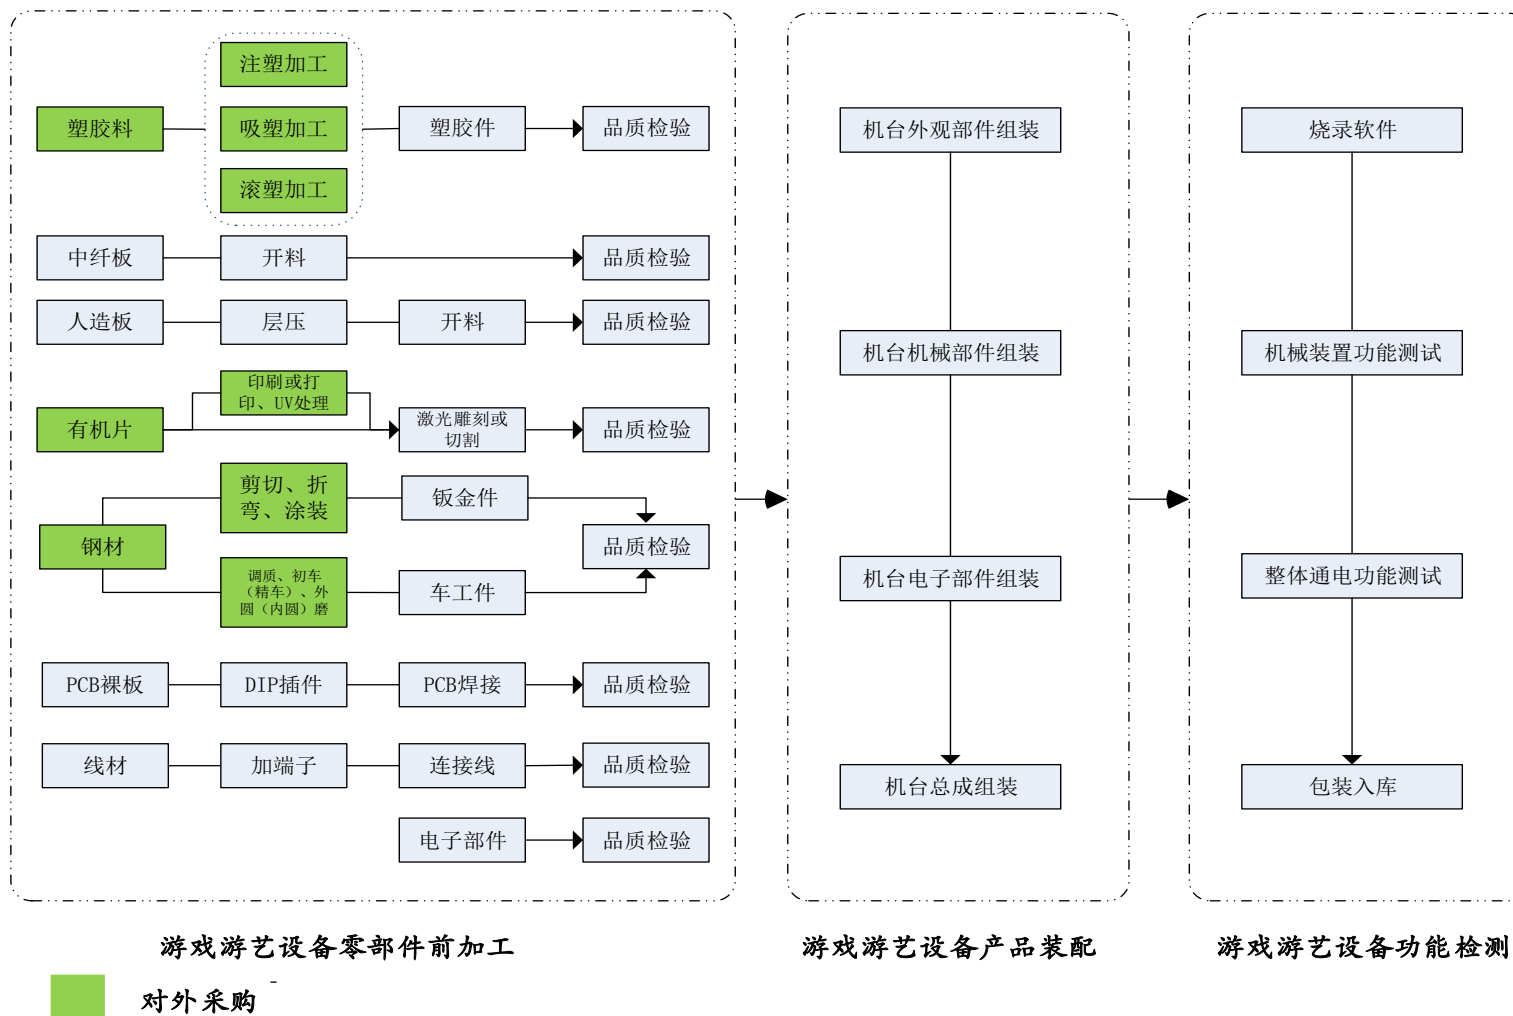 注塑加工
塑胶料
吸塑加工
塑胶件
品质检验
滚塑加工
中纤板
开料
品质检验
人造板
层压
开料
品质检验
有机片
印刷或打
印、UV处理
激光雕刻或
切割
品质检验
钢材
剪切、折
弯、涂装
钣金件
品质检验
调质、初车
（精车）、外
圆（内圆）磨
车工件
PCB裸板
DIP插件
PCB焊接
品质检验
线材
加端子
连接线
品质检验
电子部件
品质检验
游戏游艺设备零部件前加工
机台外观部件组装
机台机械部件组装
机台电子部件组装
机台总成组装
游戏游艺设备产品装配
烧录软件
机械装置功能测试
整体通电功能测试
包装入库
游戏游艺设备功能检测
对外采购